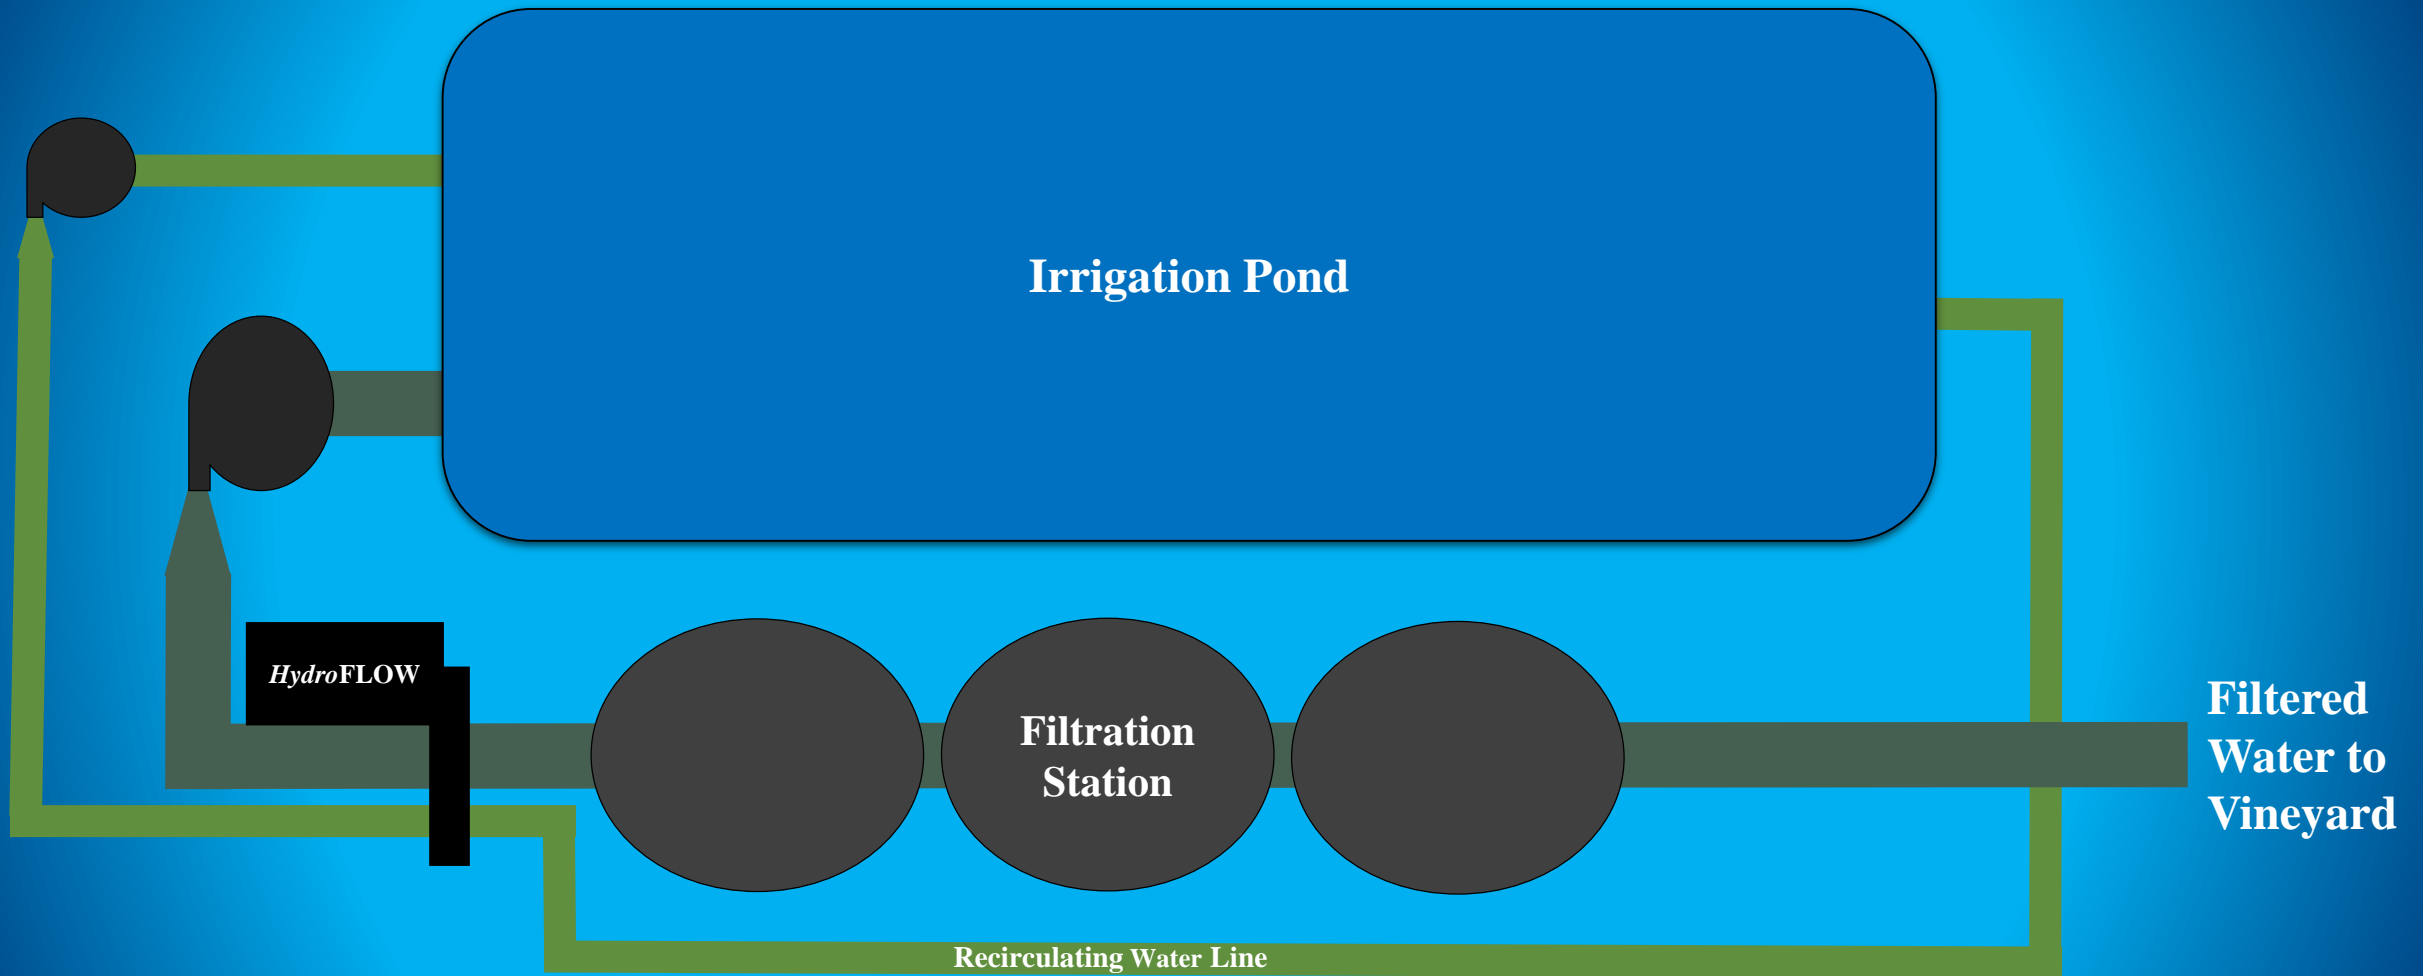 Irrigation Pond
HydroFLOW
Filtration
Station
Filtered
Water to
Vineyard
Recirculating Water Line